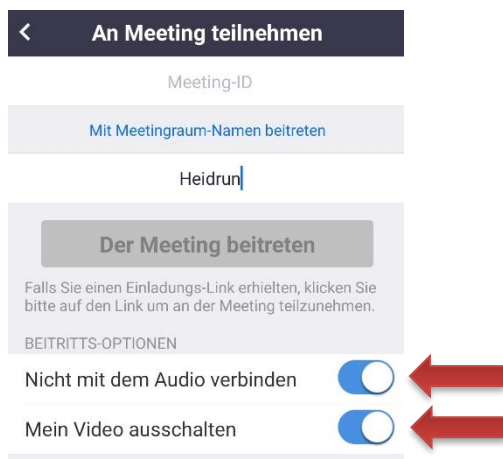 An Meeting teilnehmen
Meeting-ID
Mit Meetingraum-Namen beitreten
Heidrun
Der Meeting beitreten
Falls Sie einen Einladungs-Link erhielten, klicken Sie
bitte auf den Link um an der Meeting teilzunehmen.
BEITRITTS-OPTIONEN
Nicht mit dem Audio verbinden
Mein Video ausschalten